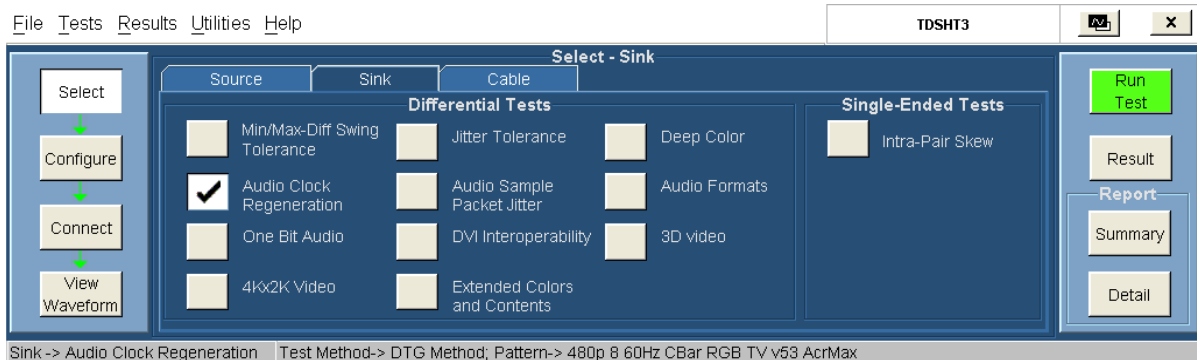 File Tests Results Utilities Help
TDSHT3
x
Select - Sink
Select
Configure
Connect
View
Waveform
Source Sink Cable
Differential Tests
Min/Max-Diff Swing
Tolerance
Jitter Tolerance
Deep Color
Audio Clock
Regeneration
Audio Sample
Packet Jitter
Audio Formats
One Bit Audio
DVI Interoperability
3D video
4Kx2K Video
Extended Colors
and Contents
Single-Ended Tests
Intra-Pair Skew
Run
Test
Result
Report
Summary
Detail
Sink -> Audio Clock Regeneration Test Method-> DTG Method; Pattern-> 480p 8 60Hz CBar RGB TV v53 AcrMax